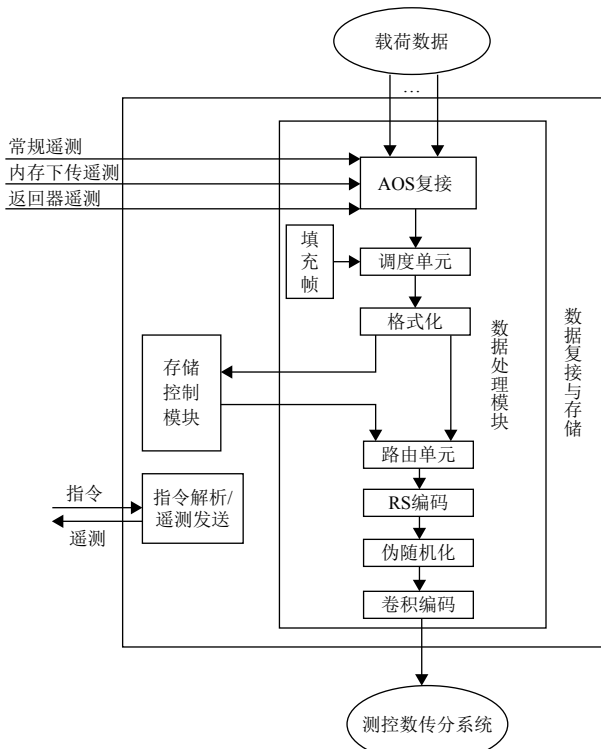 载荷数据
…
常规遥测
内存下传遥测
返回器遥测
AOS复接
填
充
帧
调度单元
格式化
数据处理模块
数据复接与存储
存储
控制
模块
路由单元
指令
指令解析/
遥测发送
遥测
RS编码
伪随机化
卷积编码
测控数传分系统